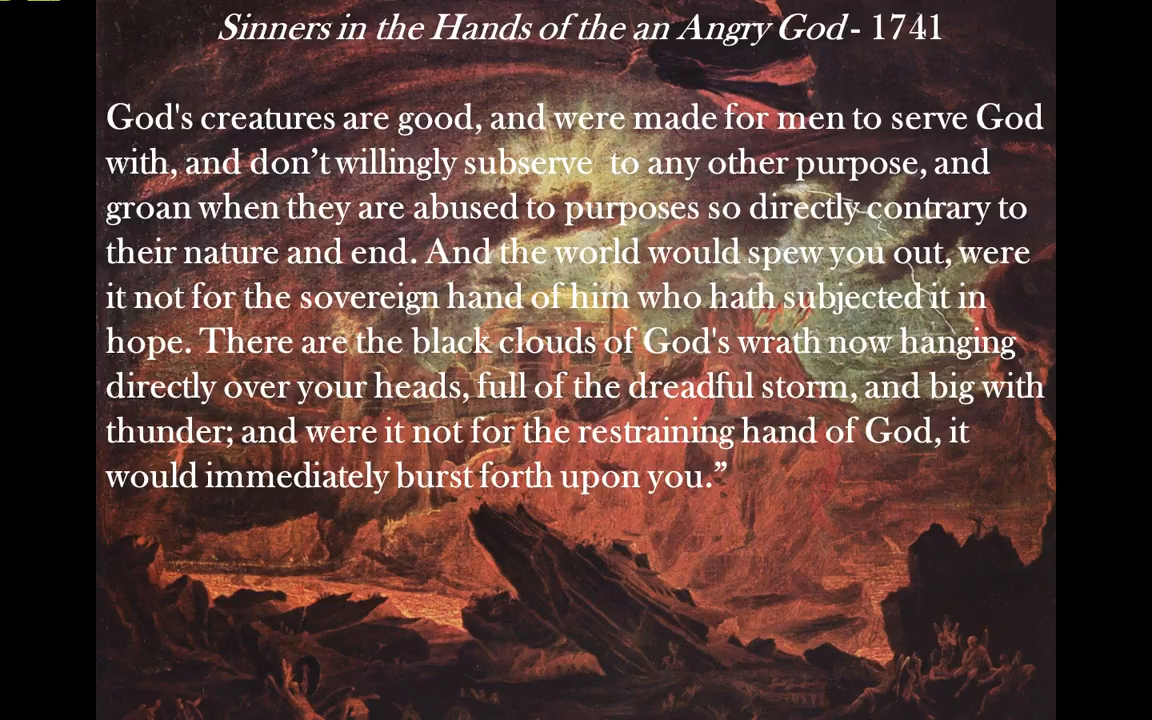 Sinners in the Hands of the an Angry God - 1741
God's creatures are good, and were made for men to serve God
with, and don’t willingly subserve to any other purpose, and
groan when they are abused to purposes so directly contrary to
their nature and end. And the world would spew you out, were
it not for the sovereign hand of him who hath subjected it in
hope. There are the black clouds of God's wrath now hanging
directly over your heads, full of the dreadful storm, and big with
thunder; and were it not for the restraining hand of God, it
would immediately burst forth upon you.”